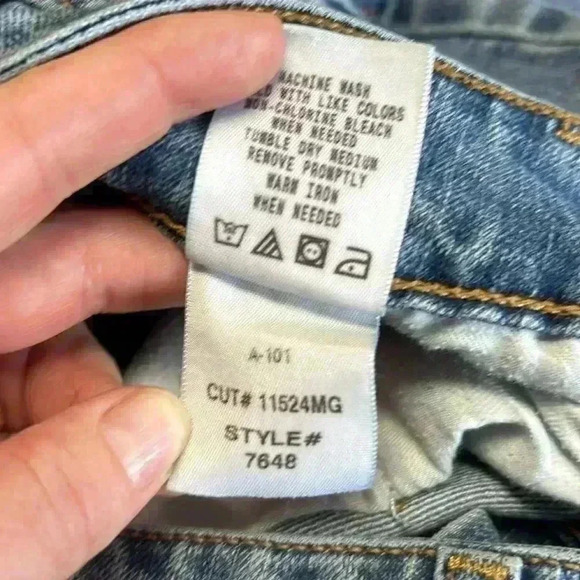 MACHINE WASH
WITH LIKE COLORS
NON-CHLORINE BLEACH
WHEN NEEDED
TUMBLE DRY MEDIUM
REMOVE PROMPTLY
WARM IRON
WHEN NEEDED
A-101
CUT# 11524MG
STYLE#
7648